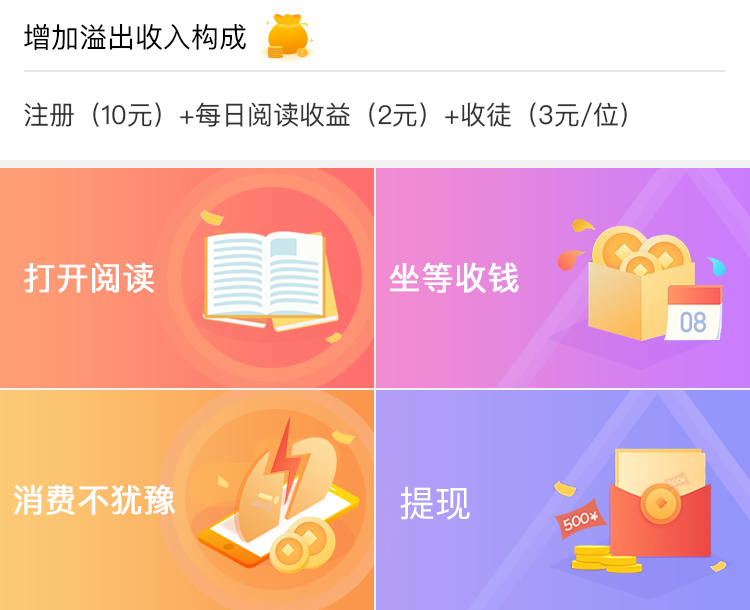 增加溢出收入构成
注册（10元）+每日阅读收益（2元）+收徒（3元/位）
打开阅读
坐等收钱
08
消费不犹豫
提现
500¥